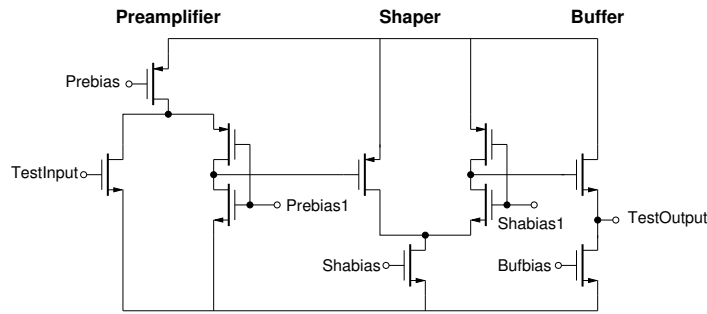 Preamplifier
Shaper
Buffer
Prebias
TestInput
Prebias1
Shabias1
TestOutput
Shabias
Bufbias